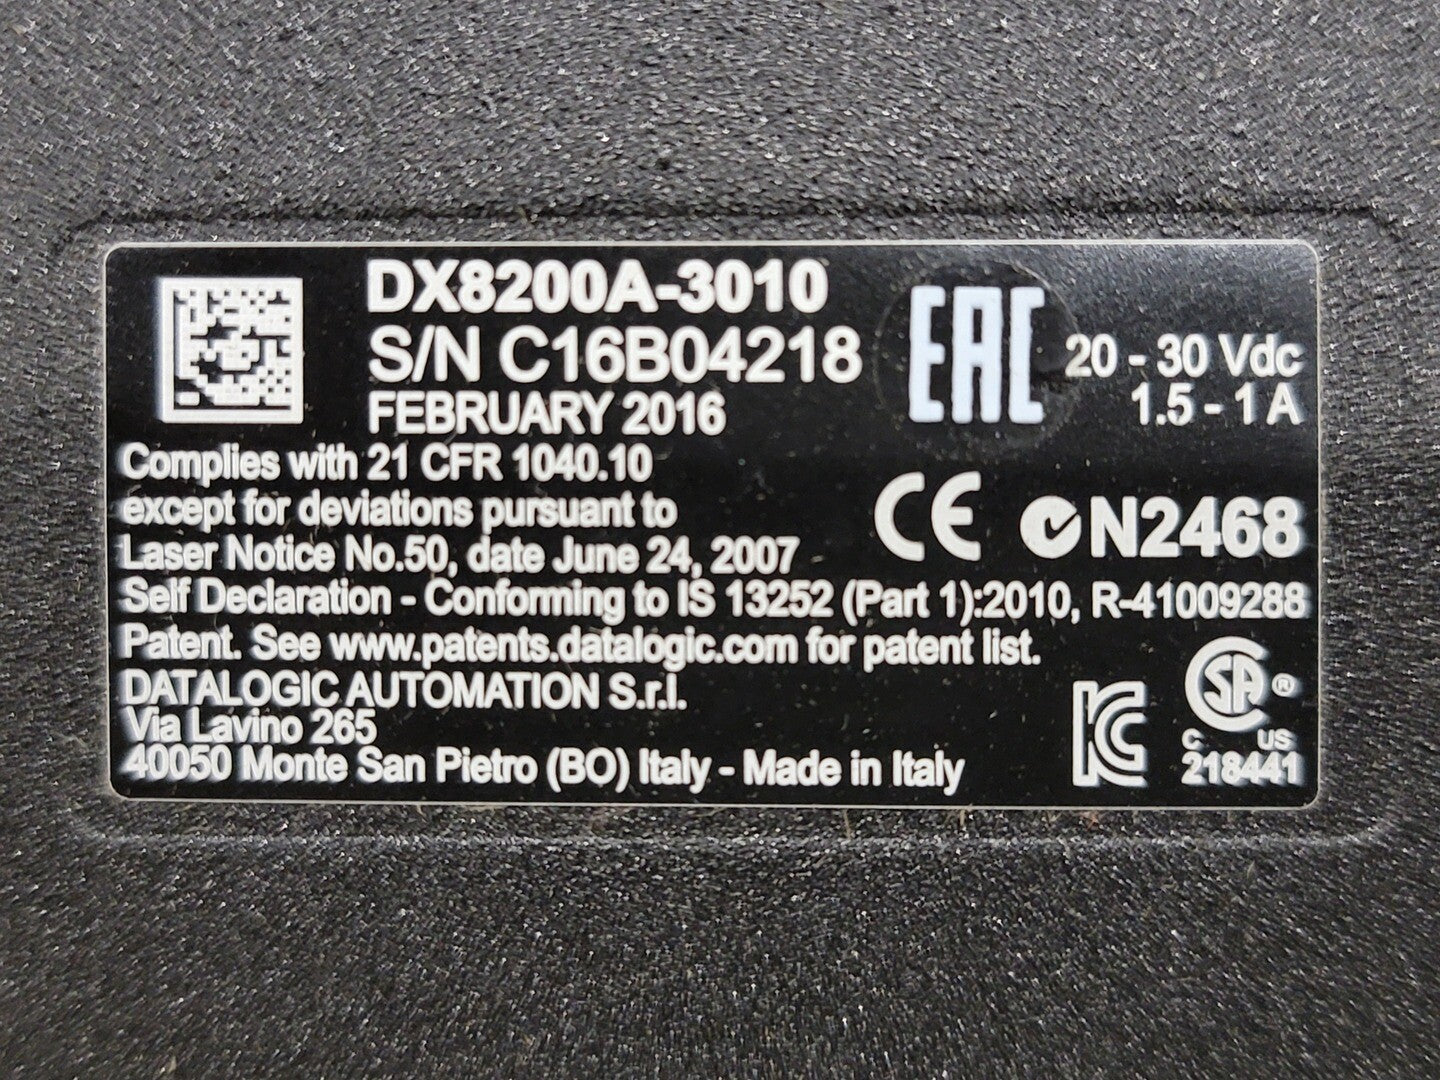 DX8200A-3010
S/N C16B04218
FEBRUARY 2016
EAC
20 - 30 Vdc
1.5 - 1 A
Complies with 21 CFR 1040.10
except for deviations pursuant to
Laser Notice No.50, date June 24, 2007
CE
N2468
Self Declaration - Conforming to IS 13252 (Part 1):2010, R-41009288
Patent. See www.patents.datalogic.com for patent list.
DATALOGIC AUTOMATION S.r.l.
Via Lavino 265
40050 Monte San Pietro (BO) Italy - Made in Italy
KC
SA ®
C US
218441